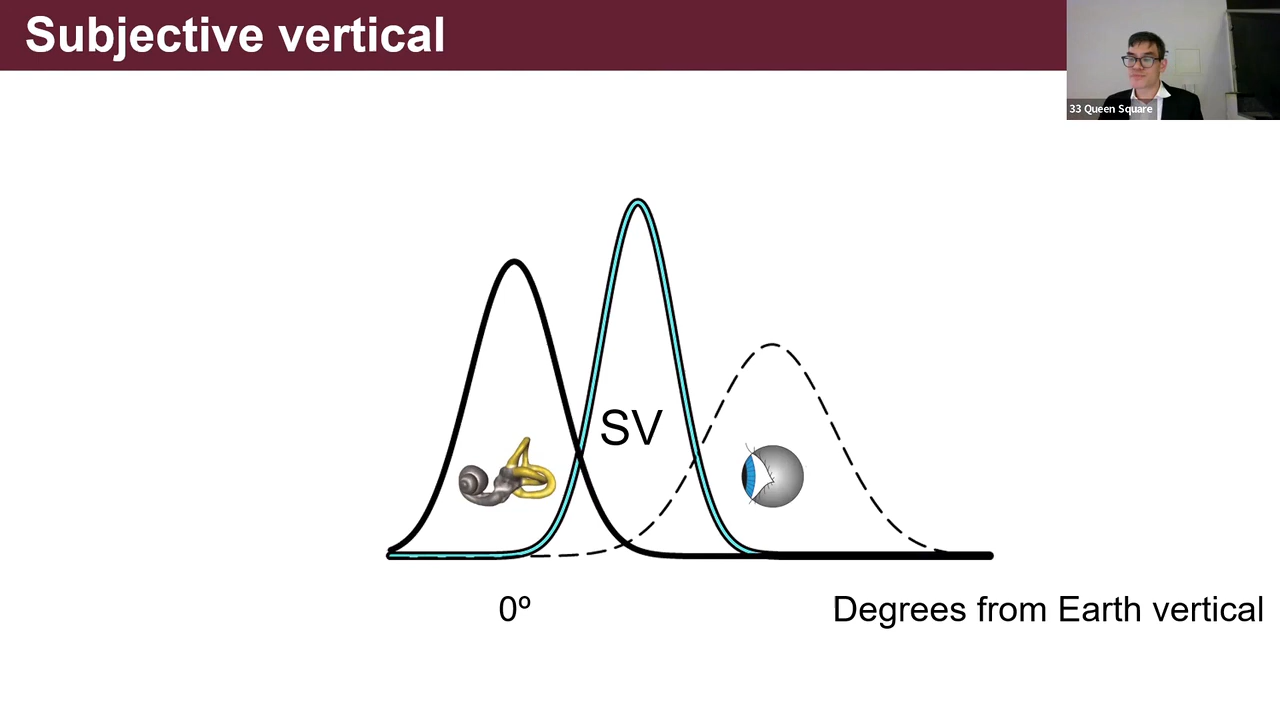 Subjective vertical
33 Queen Square
SV
0º
Degrees from Earth vertical